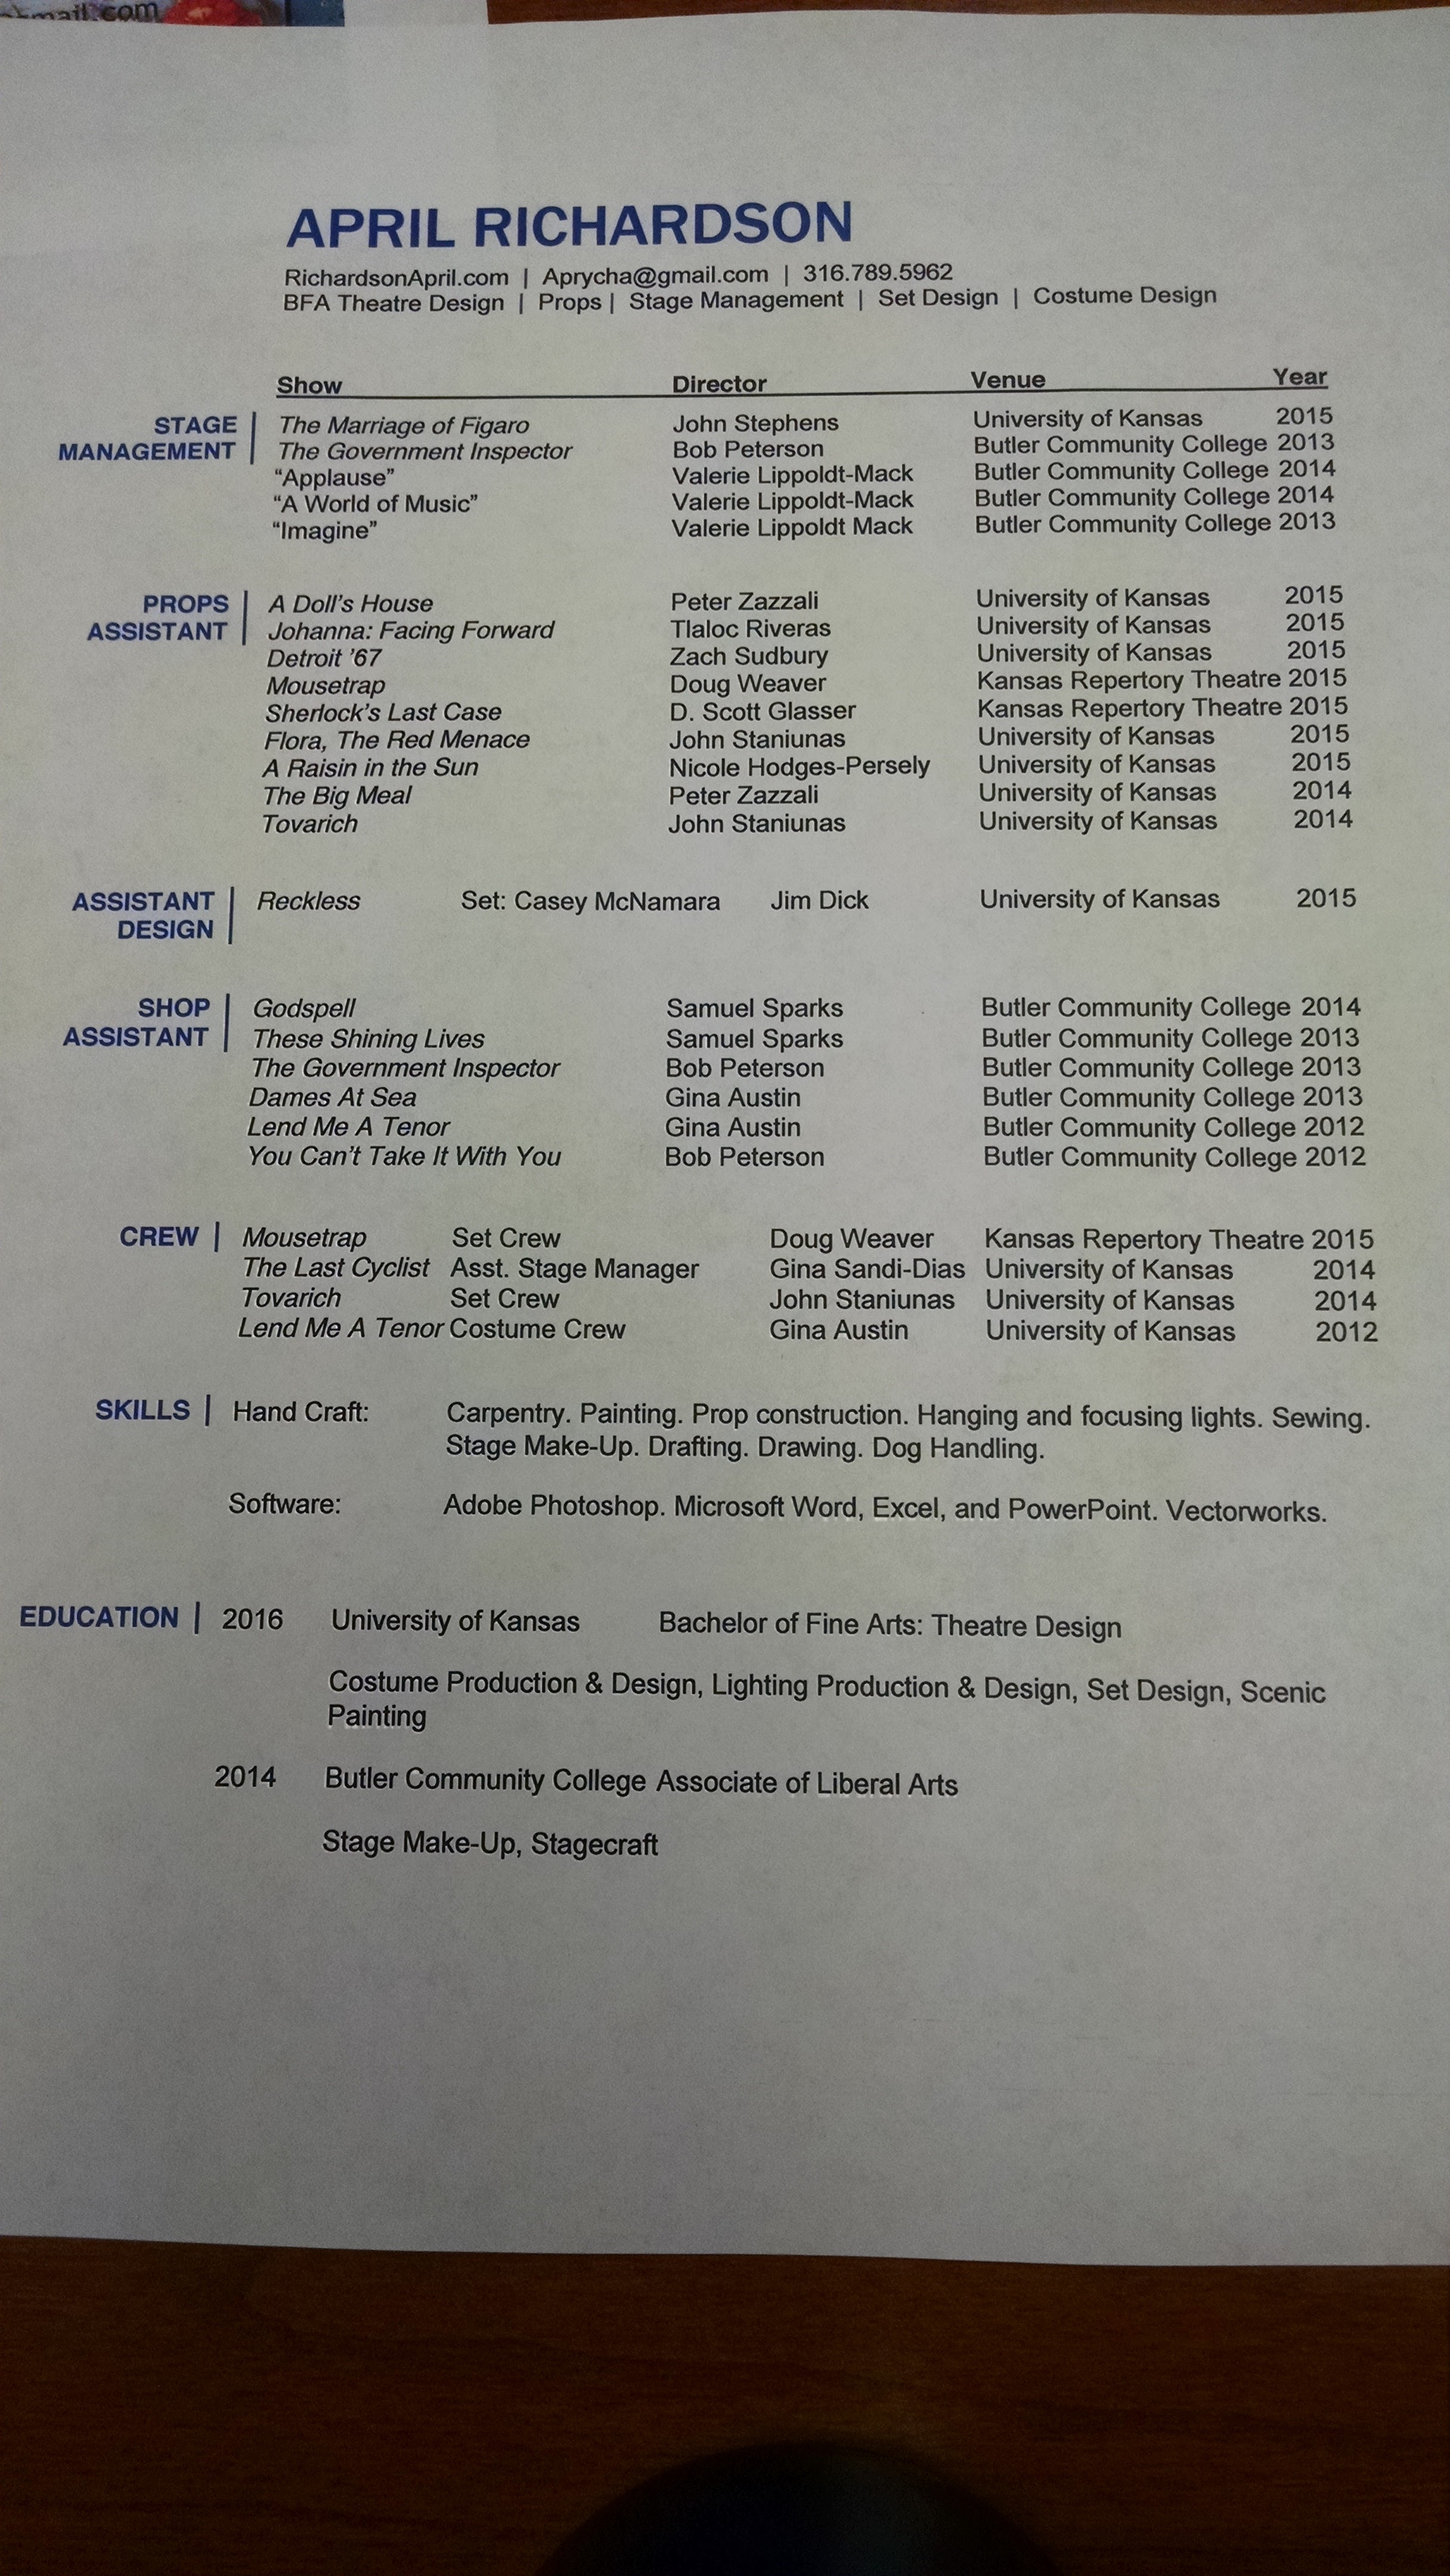 mail.com
APRIL RICHARDSON
RichardsonApril.com | Aprycha@gmail.com | 316.789.5962
BFA Theatre Design | Props | Stage Management | Set Design | Costume Design
Show Director Venue Year
STAGE MANAGEMENT | The Marriage of Figaro John Stephens University of Kansas 2015
The Government Inspector Bob Peterson Butler Community College 2013
“Applause” Valerie Lippoldt-Mack Butler Community College 2014
“A World of Music” Valerie Lippoldt-Mack Butler Community College 2014
“Imagine” Valerie Lippoldt Mack Butler Community College 2013
PROPS ASSISTANT | A Doll’s House Peter Zazzali University of Kansas 2015
Johanna: Facing Forward Tlaloc Riveras University of Kansas 2015
Detroit ’67 Zach Sudbury University of Kansas 2015
Mousetrap Doug Weaver Kansas Repertory Theatre 2015
Sherlock’s Last Case D. Scott Glasser Kansas Repertory Theatre 2015
Flora, The Red Menace John Staniunas University of Kansas 2015
A Raisin in the Sun Nicole Hodges-Persely University of Kansas 2015
The Big Meal Peter Zazzali University of Kansas 2014
Tovarich John Staniunas University of Kansas 2014
ASSISTANT DESIGN | Reckless Set: Casey McNamara Jim Dick University of Kansas 2015
SHOP ASSISTANT | Godspell Samuel Sparks Butler Community College 2014
These Shining Lives Samuel Sparks Butler Community College 2013
The Government Inspector Bob Peterson Butler Community College 2013
Dames At Sea Gina Austin Butler Community College 2013
Lend Me A Tenor Gina Austin Butler Community College 2012
You Can’t Take It With You Bob Peterson Butler Community College 2012
CREW | Mousetrap Set Crew Doug Weaver Kansas Repertory Theatre 2015
The Last Cyclist Asst. Stage Manager Gina Sandi-Dias University of Kansas 2014
Tovarich Set Crew John Staniunas University of Kansas 2014
Lend Me A Tenor Costume Crew Gina Austin University of Kansas 2012
SKILLS | Hand Craft: Carpentry. Painting. Prop construction. Hanging and focusing lights. Sewing.
Stage Make-Up. Drafting. Drawing. Dog Handling.
Software: Adobe Photoshop. Microsoft Word, Excel, and PowerPoint. Vectorworks.
EDUCATION | 2016 University of Kansas Bachelor of Fine Arts: Theatre Design
Costume Production & Design, Lighting Production & Design, Set Design, Scenic
Painting
2014 Butler Community College Associate of Liberal Arts
Stage Make-Up, Stagecraft